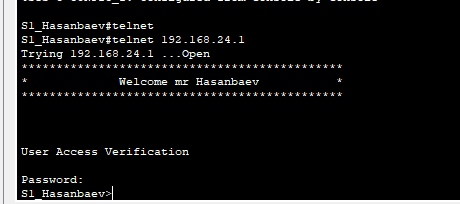 S1_Hasanbaev#telnet
S1_Hasanbaev#telnet 192.168.24.1
Trying 192.168.24.1 ...Open
**********************************************
* Welcome mr Hasanbaev *
**********************************************
User Access Verification
Password:
S1_Hasanbaev>